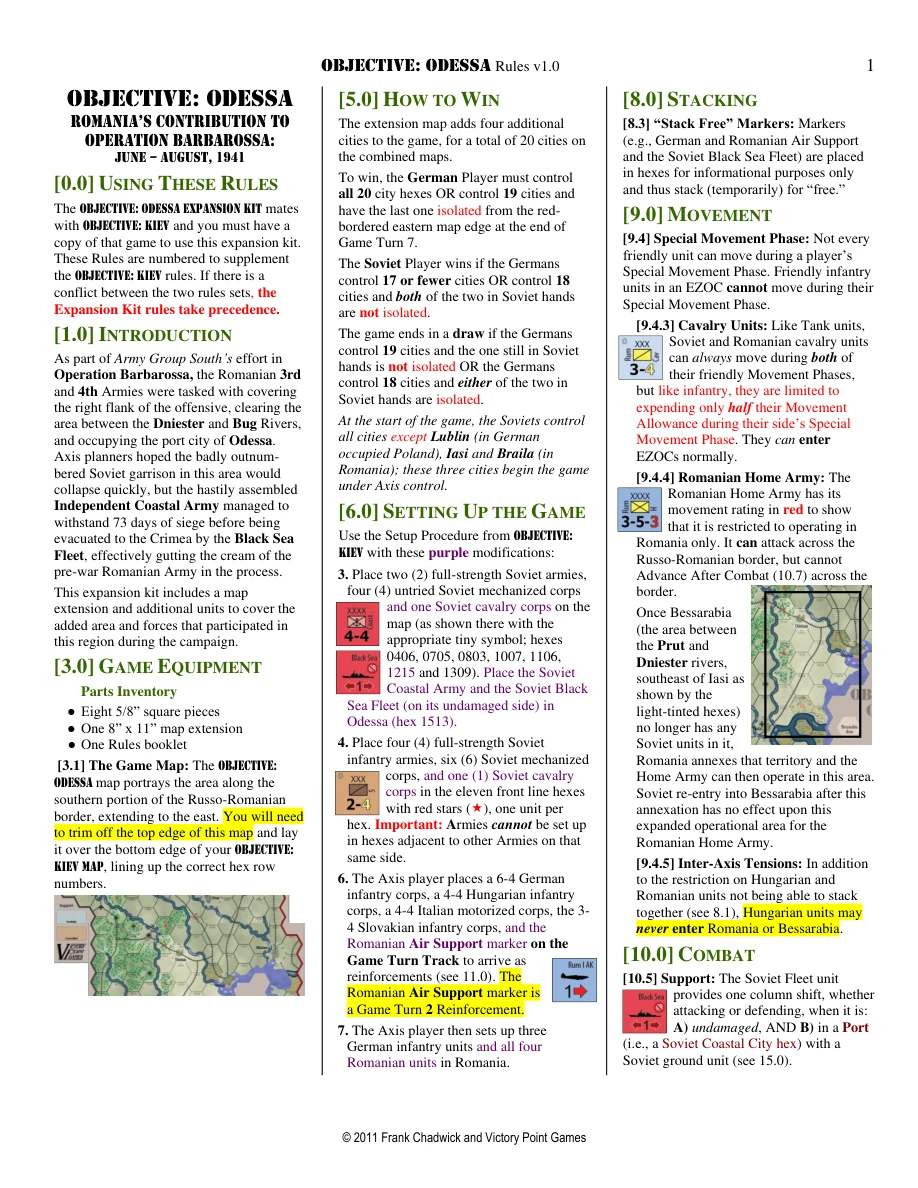 OBJECTIVE: ODESSA Rules v1.0
1
OBJECTIVE: ODESSA
ROMANIA'S CONTRIBUTION TO
OPERATION BARBAROSSA:
JUNE – AUGUST, 1941
[0.0] USING THESE RULES
The OBJECTIVE: ODESSA EXPANSION KIT mates
with OBJECTIVE: KIEV and you must have a
copy of that game to use this expansion kit.
These Rules are numbered to supplement
the OBJECTIVE: KIEV rules. If there is a
conflict between the two rules sets, the
Expansion Kit rules take precedence.
[1.0] INTRODUCTION
As part of Army Group South's effort in
Operation Barbarossa, the Romanian 3rd
and 4th Armies were tasked with covering
the right flank of the offensive, clearing the
area between the Dniester and Bug Rivers,
and occupying the port city of Odessa.
Axis planners hoped the badly outnum-
bered Soviet garrison in this area would
collapse quickly, but the hastily assembled
Independent Coastal Army managed to
withstand 73 days of siege before being
evacuated to the Crimea by the Black Sea
Fleet, effectively gutting the cream of the
pre-war Romanian Army in the process.
This expansion kit includes a map
extension and additional units to cover the
added area and forces that participated in
this region during the campaign.
[3.0] GAME EQUIPMENT
Parts Inventory
● Eight 5/8” square pieces
● One 8” x 11” map extension
● One Rules booklet
[3.1] The Game Map: The OBJECTIVE:
ODESSA map portrays the area along the
southern portion of the Russo-Romanian
border, extending to the east. You will need
to trim off the top edge of this map and lay
it over the bottom edge of your OBJECTIVE:
KIEV MAP, lining up the correct hex row
numbers.
[5.0] HOW TO WIN
The extension map adds four additional
cities to the game, for a total of 20 cities on
the combined maps.
To win, the German Player must control
all 20 city hexes OR control 19 cities and
have the last one isolated from the red-
bordered eastern map edge at the end of
Game Turn 7.
The Soviet Player wins if the Germans
control 17 or fewer cities OR control 18
cities and both of the two in Soviet hands
are not isolated.
The game ends in a draw if the Germans
control 19 cities and the one still in Soviet
hands is not isolated OR the Germans
control 18 cities and either of the two in
Soviet hands are isolated.
At the start of the game, the Soviets control
all cities except Lublin (in German
occupied Poland), Iasi and Braila (in
Romania); these three cities begin the game
under Axis control.
[6.0] SETTING UP THE GAME
Use the Setup Procedure from OBJECTIVE:
KIEV with these purple modifications:
3. Place two (2) full-strength Soviet armies,
four (4) untried Soviet mechanized corps
and one Soviet cavalry corps on the
map (as shown there with the
appropriate tiny symbol; hexes
0406, 0705, 0803, 1007, 1106,
1215 and 1309). Place the Soviet
Coastal Army and the Soviet Black
Sea Fleet (on its undamaged side) in
Odessa (hex 1513).
XXXX
4-4
Black Sea
1
4. Place four (4) full-strength Soviet
infantry armies, six (6) Soviet mechanized
corps, and one (1) Soviet cavalry
corps in the eleven front line hexes
with red stars (★), one unit per
hex. Important: Armies cannot be set up
in hexes adjacent to other Armies on that
same side.
XXX
2-4
6. The Axis player places a 6-4 German
infantry corps, a 4-4 Hungarian infantry
corps, a 4-4 Italian motorized corps, the 3-
4 Slovakian infantry corps, and the
Romanian Air Support marker on the
Game Turn Track to arrive as
reinforcements (see 11.0). The
Romanian Air Support marker is
a Game Turn 2 Reinforcement.
Rum I AK
1
7. The Axis player then sets up three
German infantry units and all four
Romanian units in Romania.
[8.0] STACKING
[8.3] “Stack Free” Markers: Markers
(e.g., German and Romanian Air Support
and the Soviet Black Sea Fleet) are placed
in hexes for informational purposes only
and thus stack (temporarily) for “free.”
[9.0] MOVEMENT
[9.4] Special Movement Phase: Not every
friendly unit can move during a player's
Special Movement Phase. Friendly infantry
units in an EZOC cannot move during their
Special Movement Phase.
[9.4.3] Cavalry Units: Like Tank units,
Soviet and Romanian cavalry units
can always move during both of
their friendly Movement Phases,
but like infantry, they are limited to
expending only half their Movement
Allowance during their side's Special
Movement Phase. They can enter
EZOCs normally.
Rum
XXX
Cav
3-4
[9.4.4] Romanian Home Army: The
Romanian Home Army has its
movement rating in red to show
that it is restricted to operating in
Romania only. It can attack across the
Russo-Romanian border, but cannot
Advance After Combat (10.7) across the
border.
Rum
XXXX
3-5-3
Once Bessarabia
(the area between
the Prut and
Dniester rivers,
southeast of Iasi as
shown by the
light-tinted hexes)
no longer has any
Soviet units in it,
Romania annexes that territory and the
Home Army can then operate in this area.
Soviet re-entry into Bessarabia after this
annexation has no effect upon this
expanded operational area for the
Romanian Home Army.
[9.4.5] Inter-Axis Tensions: In addition
to the restriction on Hungarian and
Romanian units not being able to stack
together (see 8.1), Hungarian units may
never enter Romania or Bessarabia.
[10.0] COMBAT
[10.5] Support: The Soviet Fleet unit
provides one column shift, whether
attacking or defending, when it is:
A) undamaged, AND B) in a Port
(i.e., a Soviet Coastal City hex) with a
Soviet ground unit (see 15.0).
Black Sea
1
© 2011 Frank Chadwick and Victory Point Games